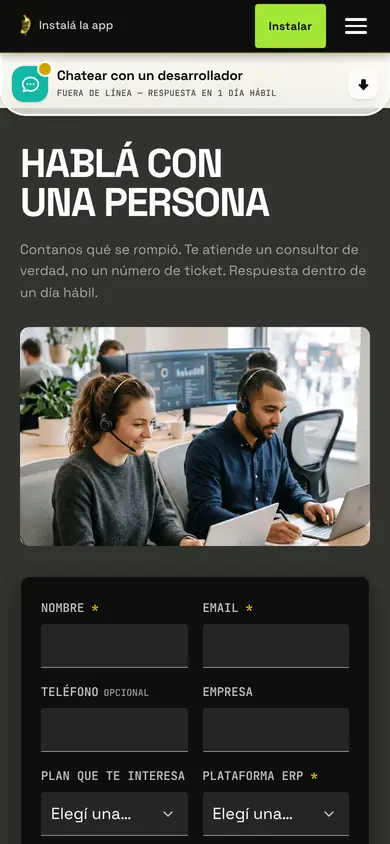 Instalá la app
Instalar
Chatear con un desarrollador
FUERA DE LÍNEA — RESPUESTA EN 1 DÍA HÁBIL
HABLÁ CON
UNA PERSONA
Contanos qué se rompió. Te atiende un consultor de
verdad, no un número de ticket. Respuesta dentro de
un día hábil.
NOMBRE *
EMAIL *
TELÉFONO OPCIONAL
EMPRESA
PLAN QUE TE INTERESA
PLATAFORMA ERP *
Elegí una...
Elegí una...